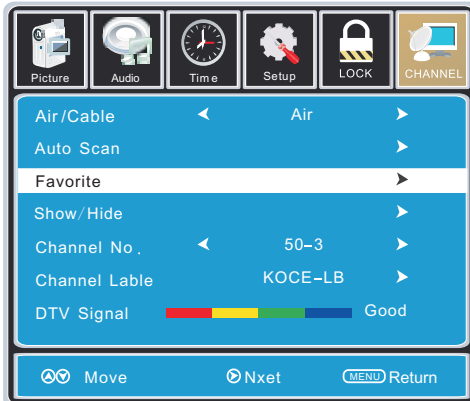 Picture Audio Time Setup LOCK CHANNEL
Air/Cable Air
Auto Scan
Favorite
Show/Hide
Channel No. 50-3
Channel Lable KOCE-LB
DTV Signal Good
Move Nxet MENU Return